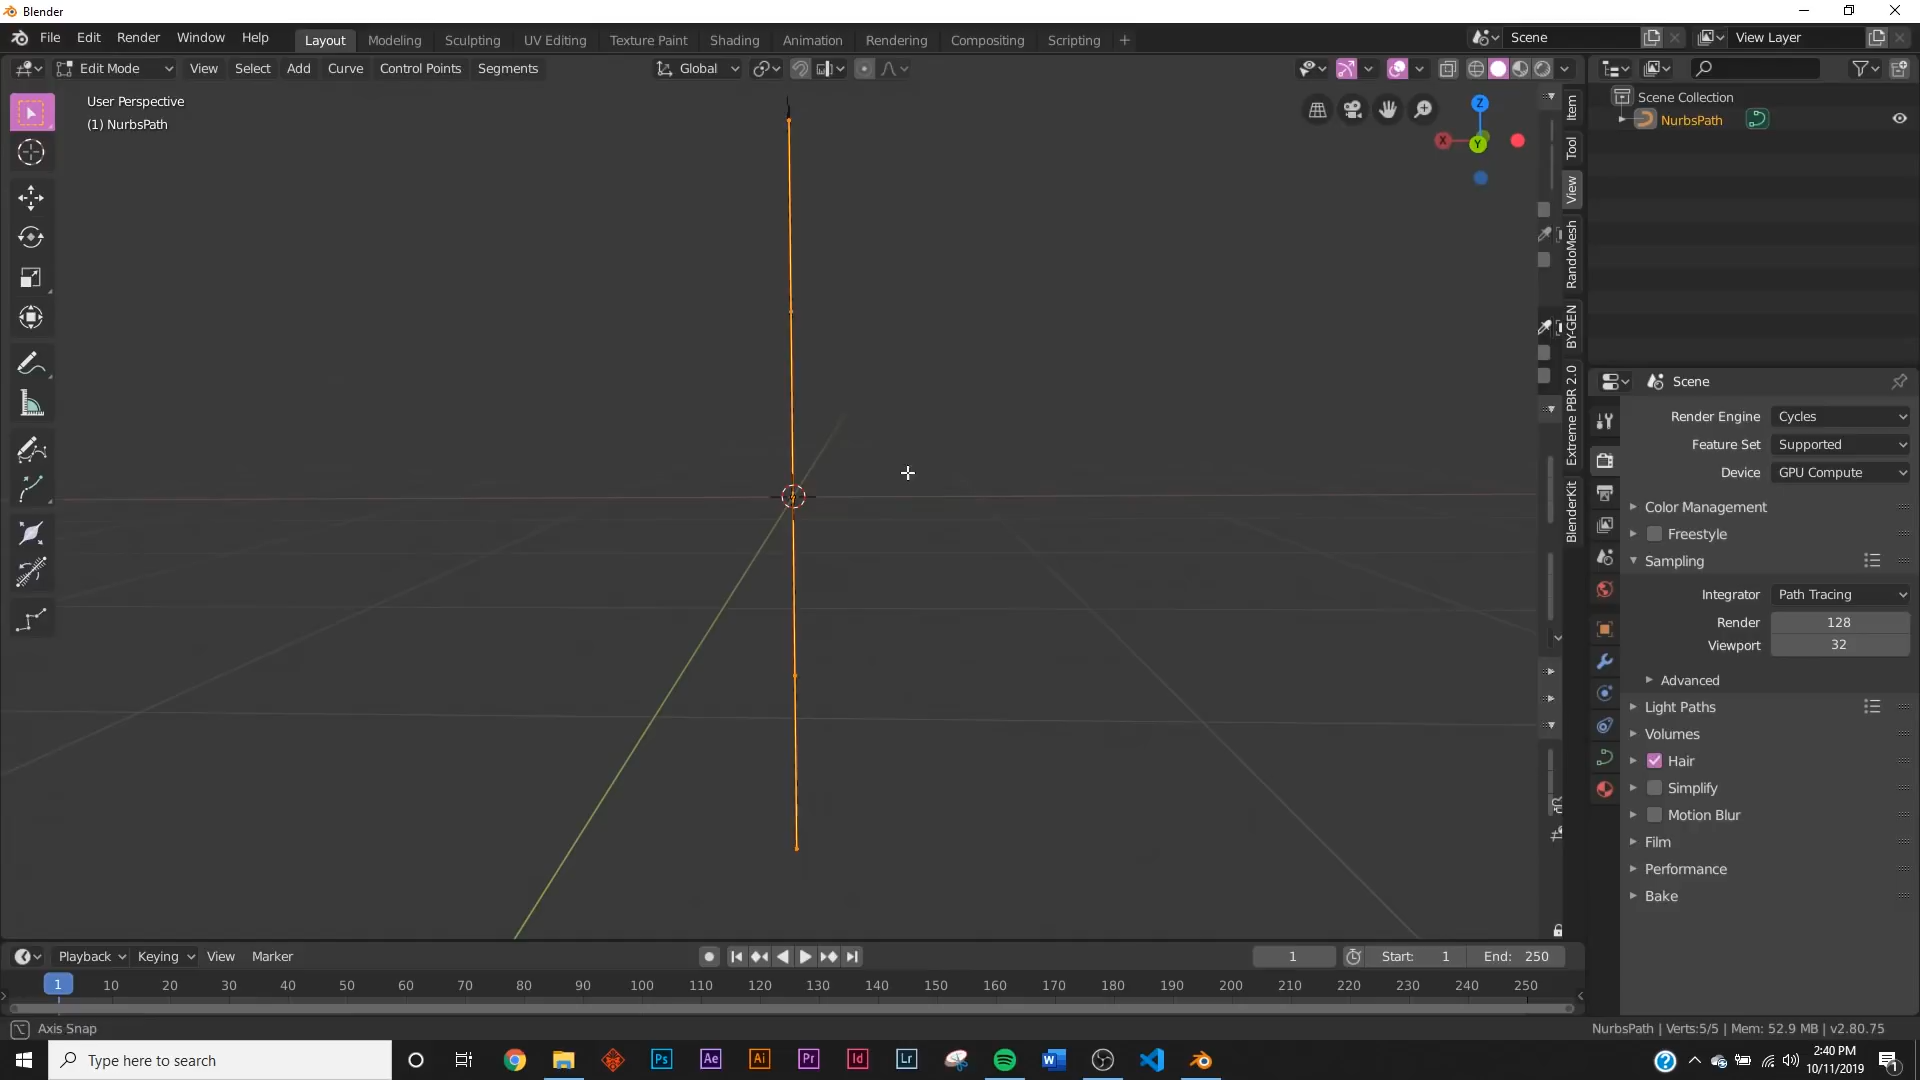 Blender
File Edit Render Window Help Layout Modeling Sculpting UV Editing Texture Paint Shading Animation Rendering Compositing Scripting + Scene View Layer
Edit Mode View Select Add Curve Control Points Segments Global
User Perspective
(1) NurbsPath
Z
X
Y
Item
Tool
View
RandoMesh
BY-GEN
Extreme PBR 2.0
BlenderKit
Scene Collection
NurbsPath
Scene
Render Engine Cycles
Feature Set Supported
Device GPU Compute
Color Management
Freestyle
Sampling
Integrator Path Tracing
Render 128
Viewport 32
Advanced
Light Paths
Volumes
Hair
Simplify
Motion Blur
Film
Performance
Bake
Playback Keying View Marker 1 Start: 1 End: 250
1 10 20 30 40 50 60 70 80 90 100 110 120 130 140 150 160 170 180 190 200 210 220 230 240 250
Axis Snap
NurbsPath | Verts:5/5 | Mem: 52.9 MB | v2.80.75
Type here to search
Ps Ae Ai Pr Id Lr W
2:40 PM
10/11/2019
1